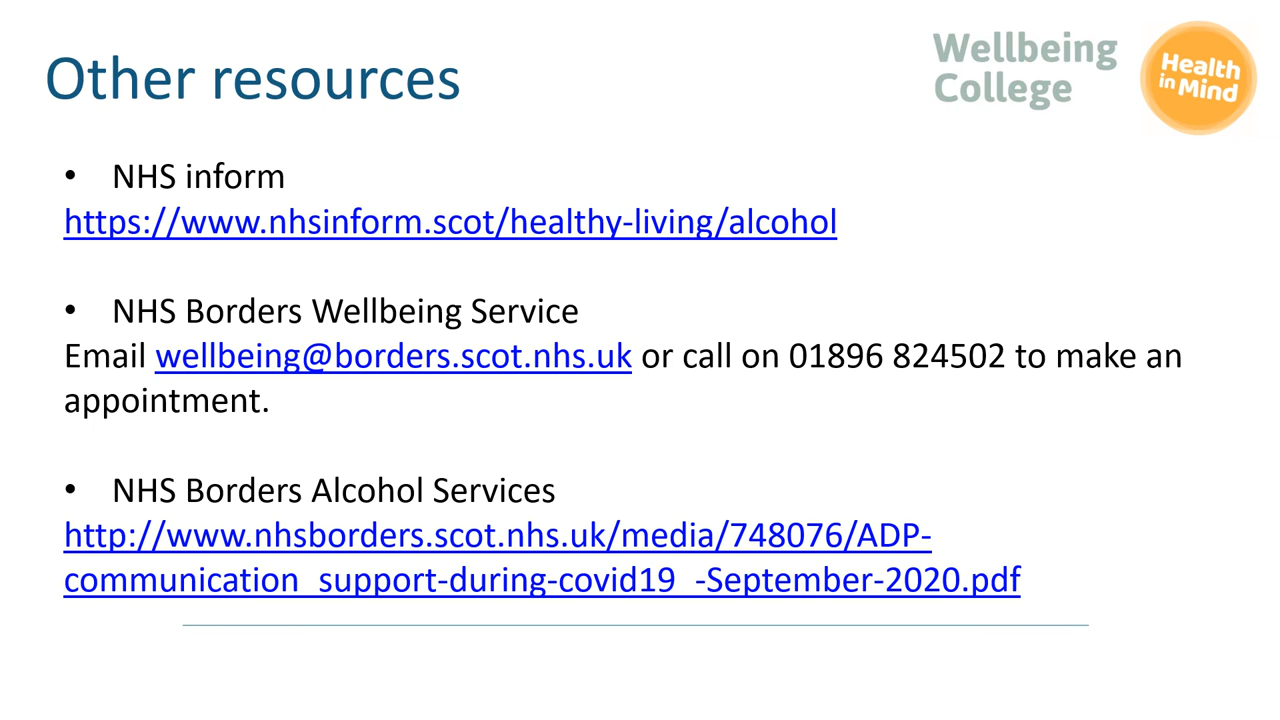 Other resources
Wellbeing
College
Health
in Mind
• NHS inform
https://www.nhsinform.scot/healthy-living/alcohol
• NHS Borders Wellbeing Service
Email wellbeing@borders.scot.nhs.uk or call on 01896 824502 to make an
appointment.
• NHS Borders Alcohol Services
http://www.nhsborders.scot.nhs.uk/media/748076/ADP-
communication_support-during-covid19_-September-2020.pdf